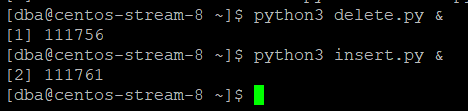 [dba@centos-stream-8 ~]$ python3 delete.py &
[1] 111756
[dba@centos-stream-8 ~]$ python3 insert.py &
[2] 111761
[dba@centos-stream-8 ~]$